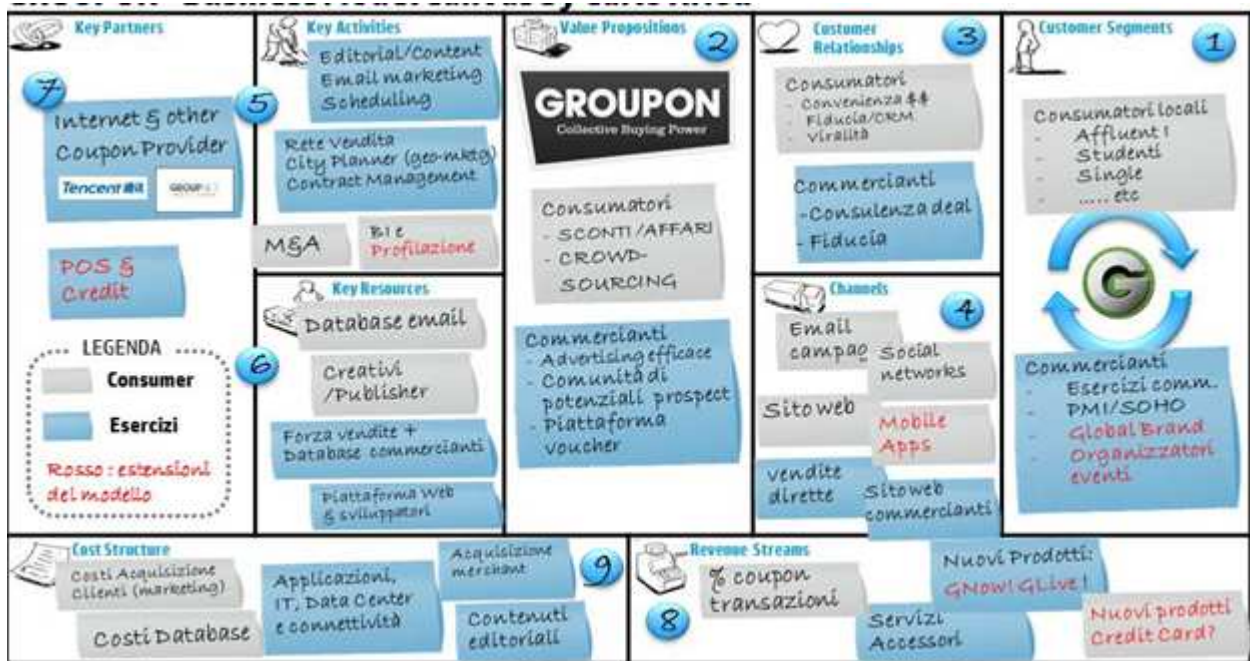 Key Partners
7
Internet & other
Coupon Provider
Tencent 腾讯
POS &
Credit
LEGENDA
Consumer
Esercizi
Rosso: estensioni
del modello
Key Activities
5
Editorial/Content
Email marketing
Scheduling
Rete vendita
City Planner (geo-mktg)
Contract Management
M&A
BI e
Profilazione
Key Resources
6
Database email
Creativi
/Publisher
Forza vendite +
Database commercianti
Piattaforma Web
& sviluppatori
Value Propositions
2
GROUPON
Collective Buying Power
Consumatori
- SCONTI/AFFARI
- CROWD-
SOURCING
Commercianti
- Advertising efficace
- Comunità di
potenziali prospect
- Piattaforma
voucher
Customer
Relationships
3
Consumatori
- Convenienza $$
- Fiducia/CRM
- Viralità
Commercianti
- Consulenza deal
- Fiducia
Channels
4
Email
campag
Social
networks
Sito web
Mobile
Apps
vendite
dirette
Sito web
commercianti
Customer Segments
1
Consumatori locali
- Affluent!
- Studenti
- Single
- ..... etc
G
Commercianti
- Esercizi comm.
- PMI/SOHO
- Global Brand
- Organizzatori
eventi
Cost Structure
9
Costi Acquisizione
Clienti (marketing)
Costi Database
Applicazioni,
IT, Data Center
e connettività
Acquisizione
merchant
Contenuti
editoriali
Revenue Streams
8
% coupon
transazioni
Servizi
Accessori
Nuovi Prodotti:
GNow! GLive!
Nuovi prodotti
Credit Card?